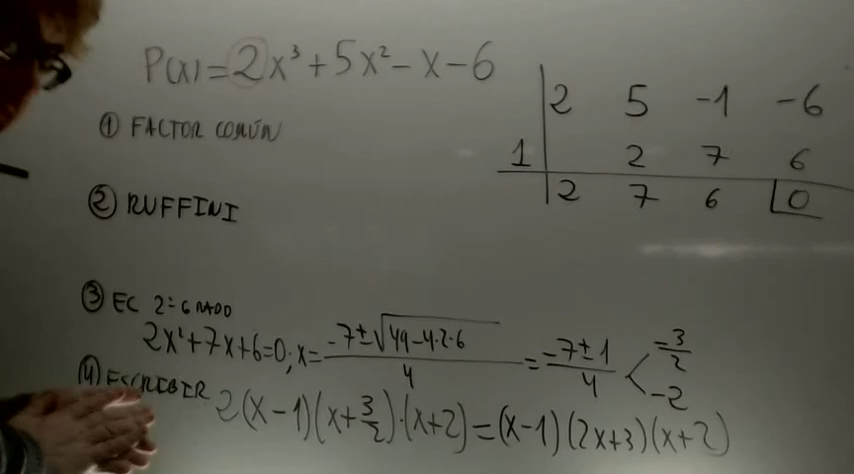 P(x)=2x³+5x²-x-6
① FACTOR COMÚN
② RUFFINI
2 5 -1 -6
1 2 7 6
2 7 6 0
③ EC 2º GRADO
2x²+7x+6=0; x= -7±√49-4·2·6 / 4 = -7±1 / 4 < -3/2
-2
④ ESCRIBIR 2(x-1)(x+3/2)·(x+2)=(x-1)(2x+3)(x+2)